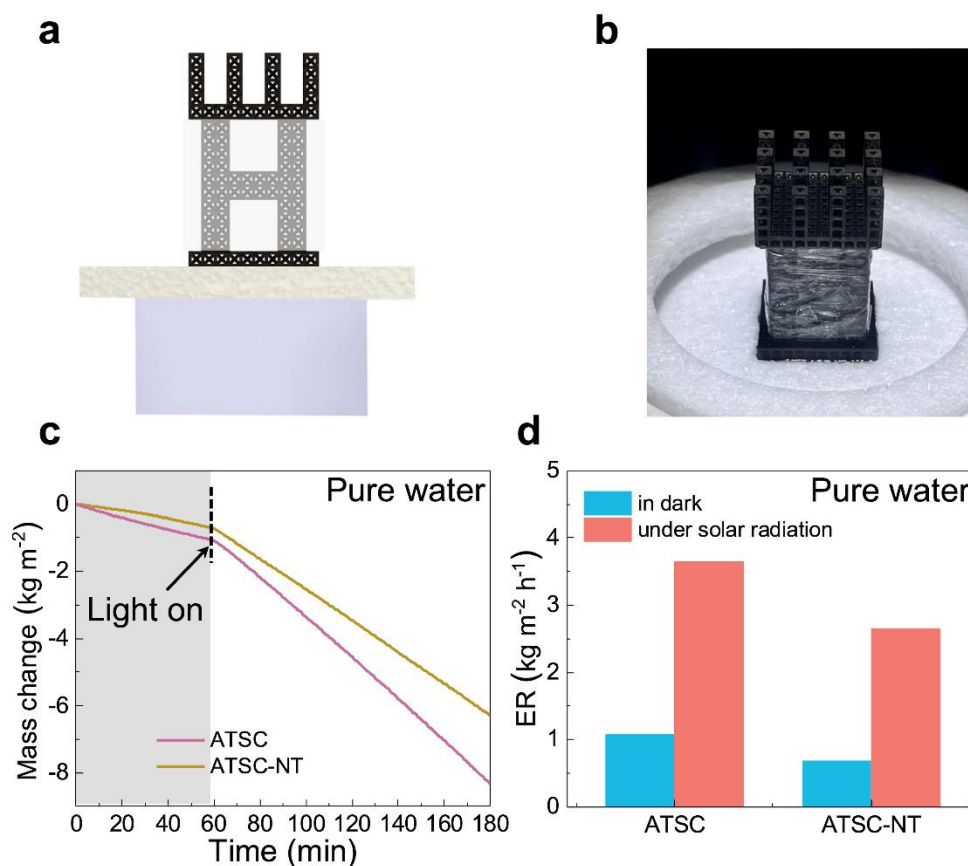 a
b
c
Pure water
Light on
ATSC
ATSC-NT
Mass change (kg m⁻²)
0
-2
-4
-6
-8
0 20 40 60 80 100 120 140 160 180
Time (min)
d
Pure water
in dark
under solar radiation
ER (kg m⁻² h⁻¹)
5
4
3
2
1
0
ATSC ATSC-NT